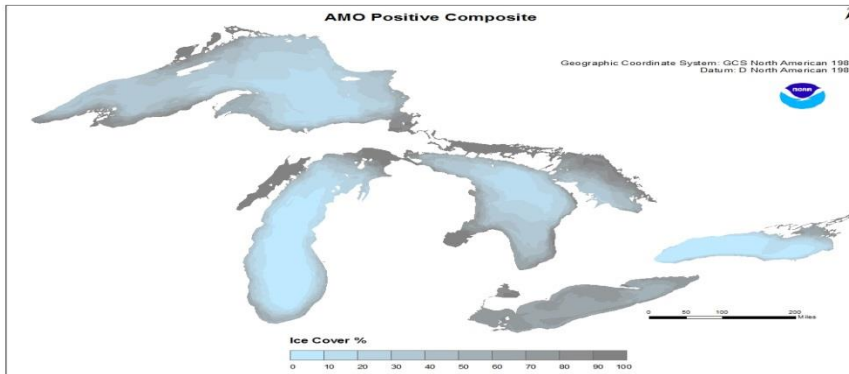 AMO Positive Composite
Geographic Coordinate System: GCS North American 198
Datum: D North American 198
NOAA
0 50 100 200
Miles
Ice Cover %
0 10 20 30 40 50 60 70 80 90 100